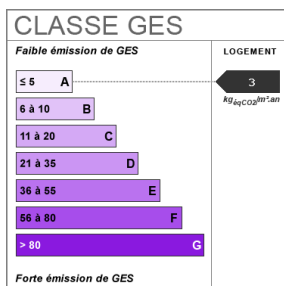 CLASSE GES
Faible émission de GES
LOGEMENT
≤ 5 A
3
kgéqCO2/m².an
6 à 10 B
11 à 20 C
21 à 35 D
36 à 55 E
56 à 80 F
> 80 G
Forte émission de GES